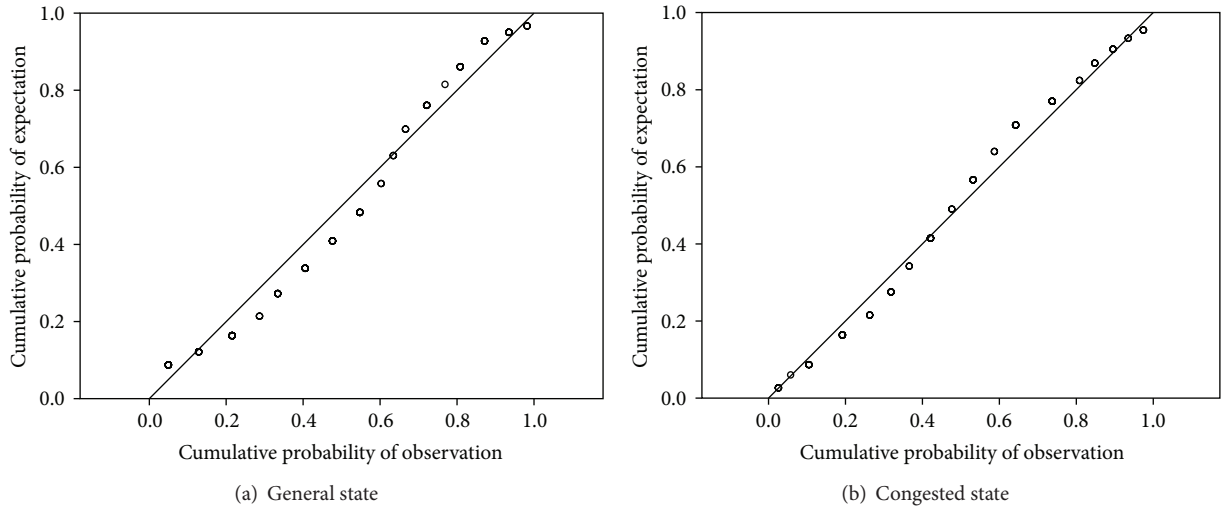 Cumulative probability of expectation
1.0
0.8
0.6
0.4
0.2
0.0
0.0 0.2 0.4 0.6 0.8 1.0
Cumulative probability of observation
(a) General state
Cumulative probability of expectation
1.0
0.8
0.6
0.4
0.2
0.0
0.0 0.2 0.4 0.6 0.8 1.0
Cumulative probability of observation
(b) Congested state